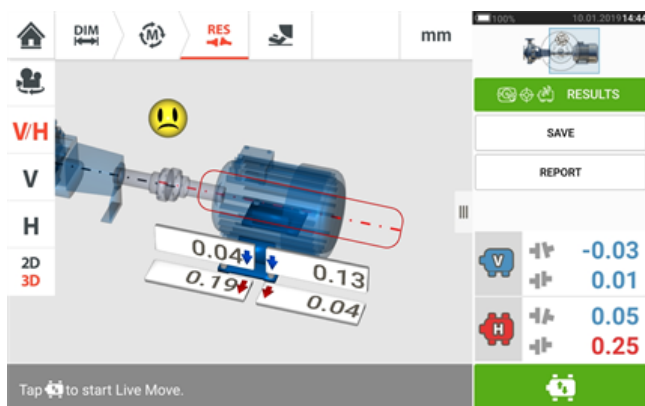 100% 10.01.2019 14:44
DIM M RES mm
RESULTS
SAVE
REPORT
V/H
V
H
2D
3D
0.04 0.13
0.19 0.04
V -0.03
0.01
H 0.05
0.25
Tap to start Live Move.